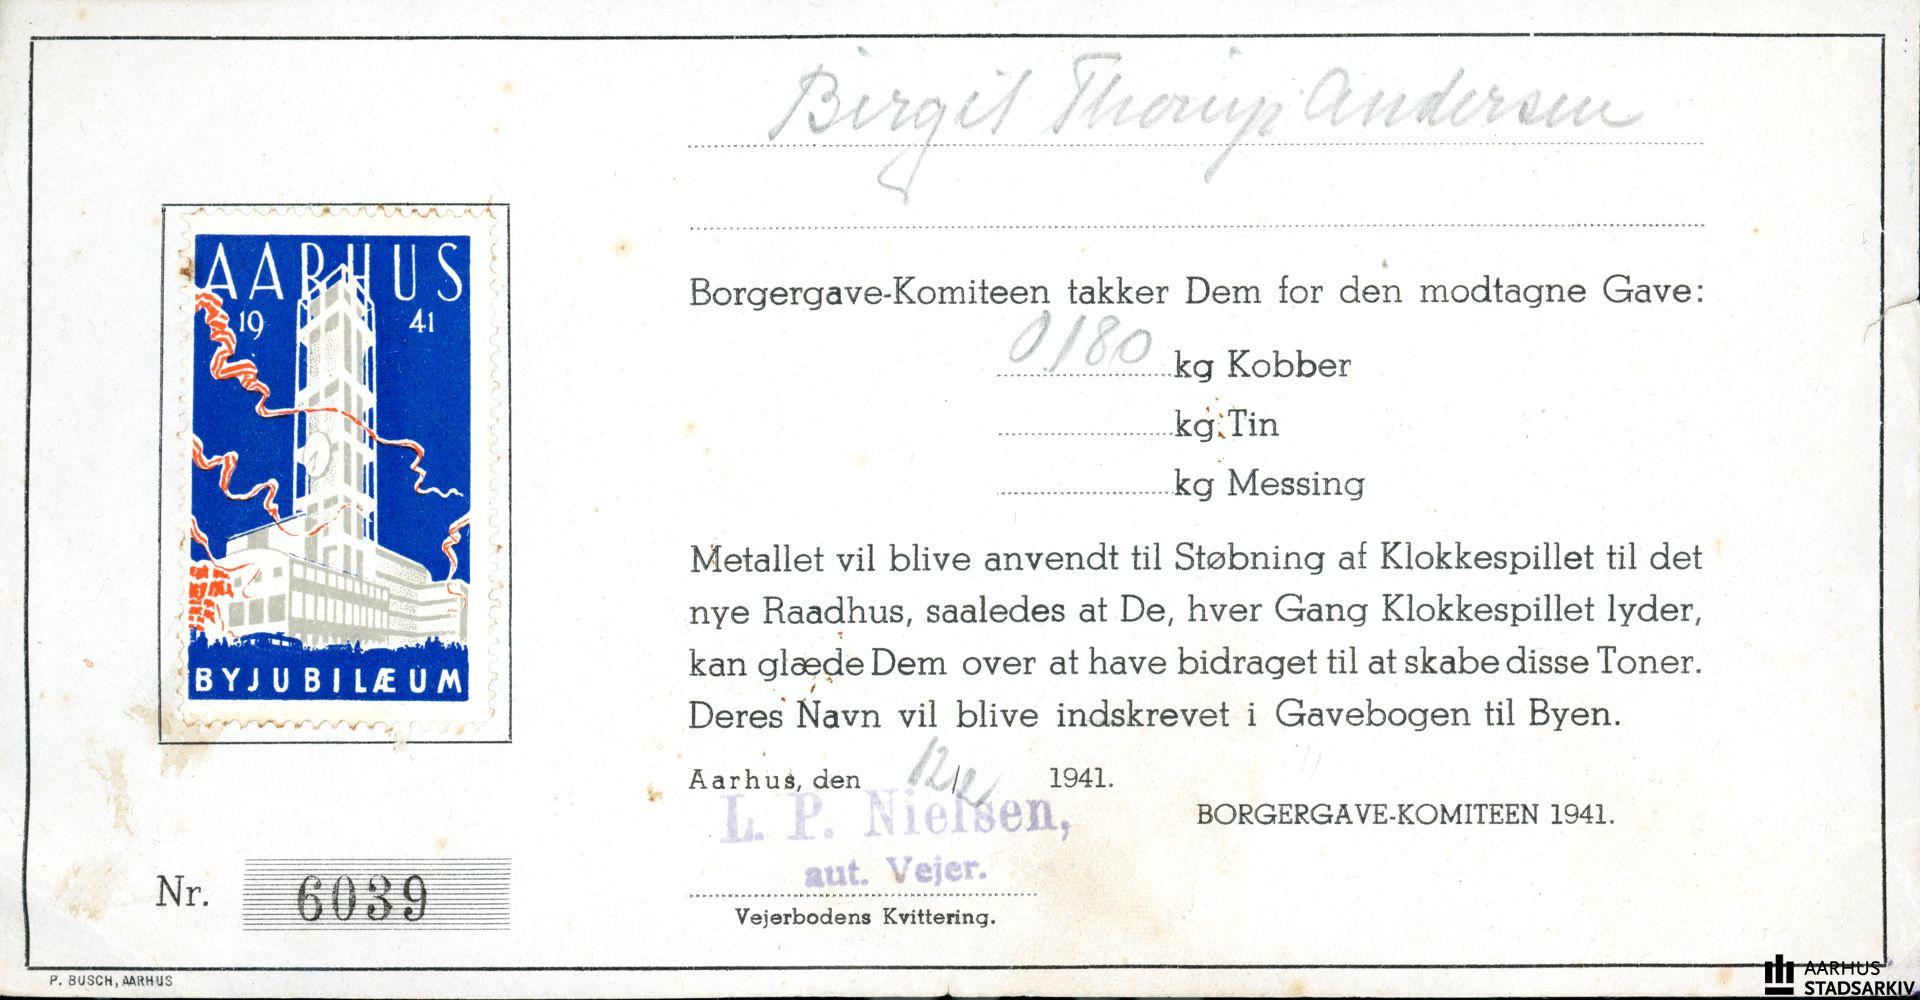 Birgit Thorup Andersen
AARHUS
19 41
BYJUBILÆUM
Borgergave-Komiteen takker Dem for den modtagne Gave:
0,180 kg Kobber
kg Tin
kg Messing
Metallet vil blive anvendt til Støbning af Klokkespillet til det
nye Raadhus, saaledes at De, hver Gang Klokkespillet lyder,
kan glæde Dem over at have bidraget til at skabe disse Toner.
Deres Navn vil blive indskrevet i Gavebogen til Byen.
Aarhus, den 12/2 1941.
L. P. Nielsen,
aut. Vejer.
BORGERGAVE-KOMITEEN 1941.
Vejerbodens Kvittering.
Nr. 6039
P. BUSCH, AARHUS
AARHUS
STADSARKIV